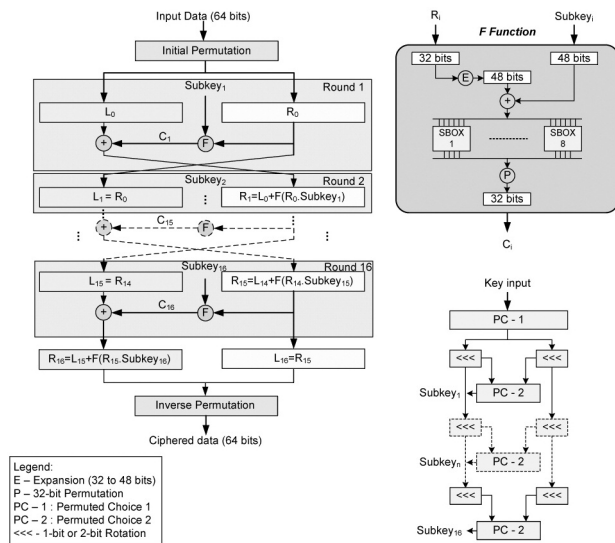 Input Data (64 bits)
Initial Permutation
Subkey1
Round 1
L0
R0
+
C1
F
Subkey2
Round 2
L1 = R0
R1=L0+F(R0.Subkey1)
+
C15
F
Subkey16
Round 16
L15 = R14
R15=L14+F(R14.Subkey15)
+
C16
F
R16=L15+F(R15.Subkey16)
L16=R15
Inverse Permutation
Ciphered data (64 bits)
Legend:
E – Expansion (32 to 48 bits)
P – 32-bit Permutation
PC – 1 : Permuted Choice 1
PC – 2 : Permuted Choice 2
<<< - 1-bit or 2-bit Rotation
Ri
F Function
Subkeyi
32 bits
48 bits
E
48 bits
+
SBOX
1
SBOX
8
P
32 bits
Ci
Key input
PC - 1
<<<
<<<
Subkey1
PC - 2
<<<
<<<
Subkeyn
PC - 2
<<<
<<<
Subkey16
PC - 2